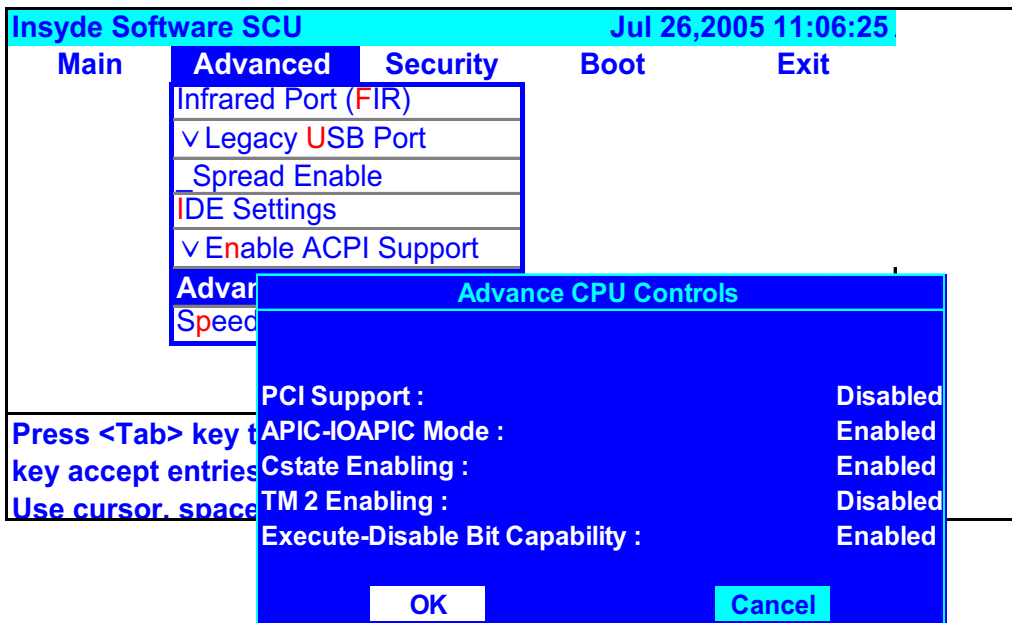 Insyde Software SCU Jul 26,2005 11:06:25
Main Advanced Security Boot Exit
Infrared Port (FIR)
∨ Legacy USB Port
_Spread Enable
IDE Settings
∨ Enable ACPI Support
Advan
Speed
Advance CPU Controls
PCI Support : Disabled
APIC-IOAPIC Mode : Enabled
Cstate Enabling : Enabled
TM 2 Enabling : Disabled
Execute-Disable Bit Capability : Enabled
OK Cancel
Press <Tab> key t
key accept entries
Use cursor, space